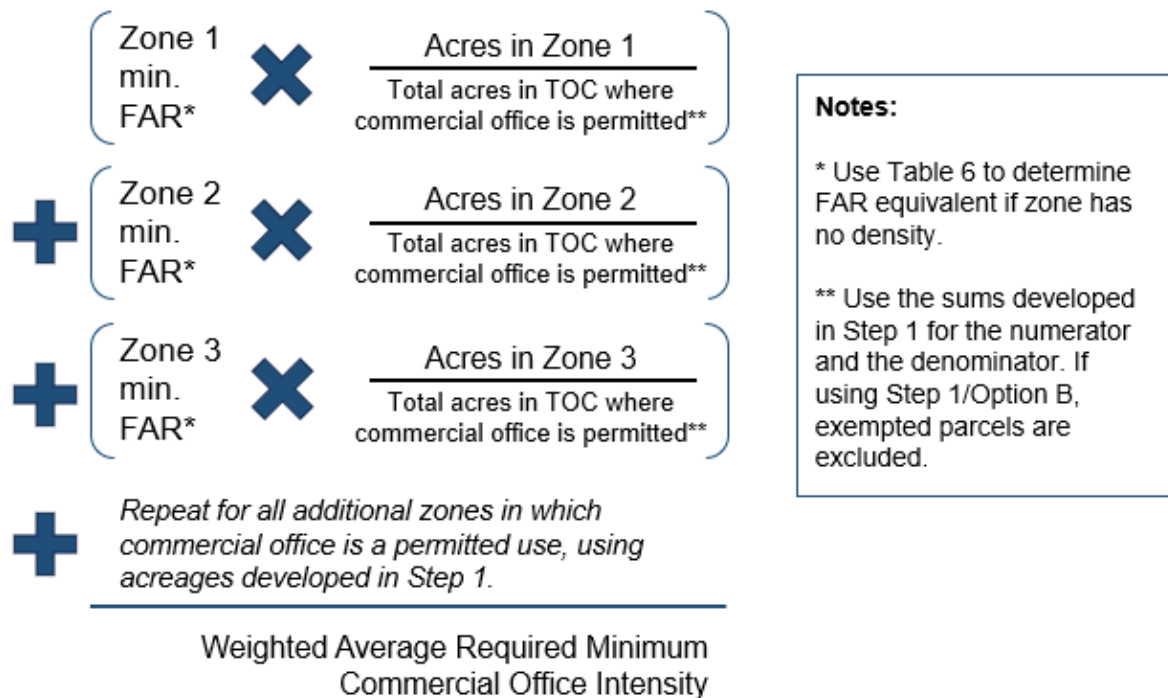 Zone 1
min.
FAR*
Acres in Zone 1
Total acres in TOC where
commercial office is permitted**
Zone 2
min.
FAR*
Acres in Zone 2
Total acres in TOC where
commercial office is permitted**
Zone 3
min.
FAR*
Acres in Zone 3
Total acres in TOC where
commercial office is permitted**
Repeat for all additional zones in which
commercial office is a permitted use, using
acreages developed in Step 1.
Weighted Average Required Minimum
Commercial Office Intensity
Notes:
* Use Table 6 to determine
FAR equivalent if zone has
no density.
** Use the sums developed
in Step 1 for the numerator
and the denominator. If
using Step 1/Option B,
exempted parcels are
excluded.